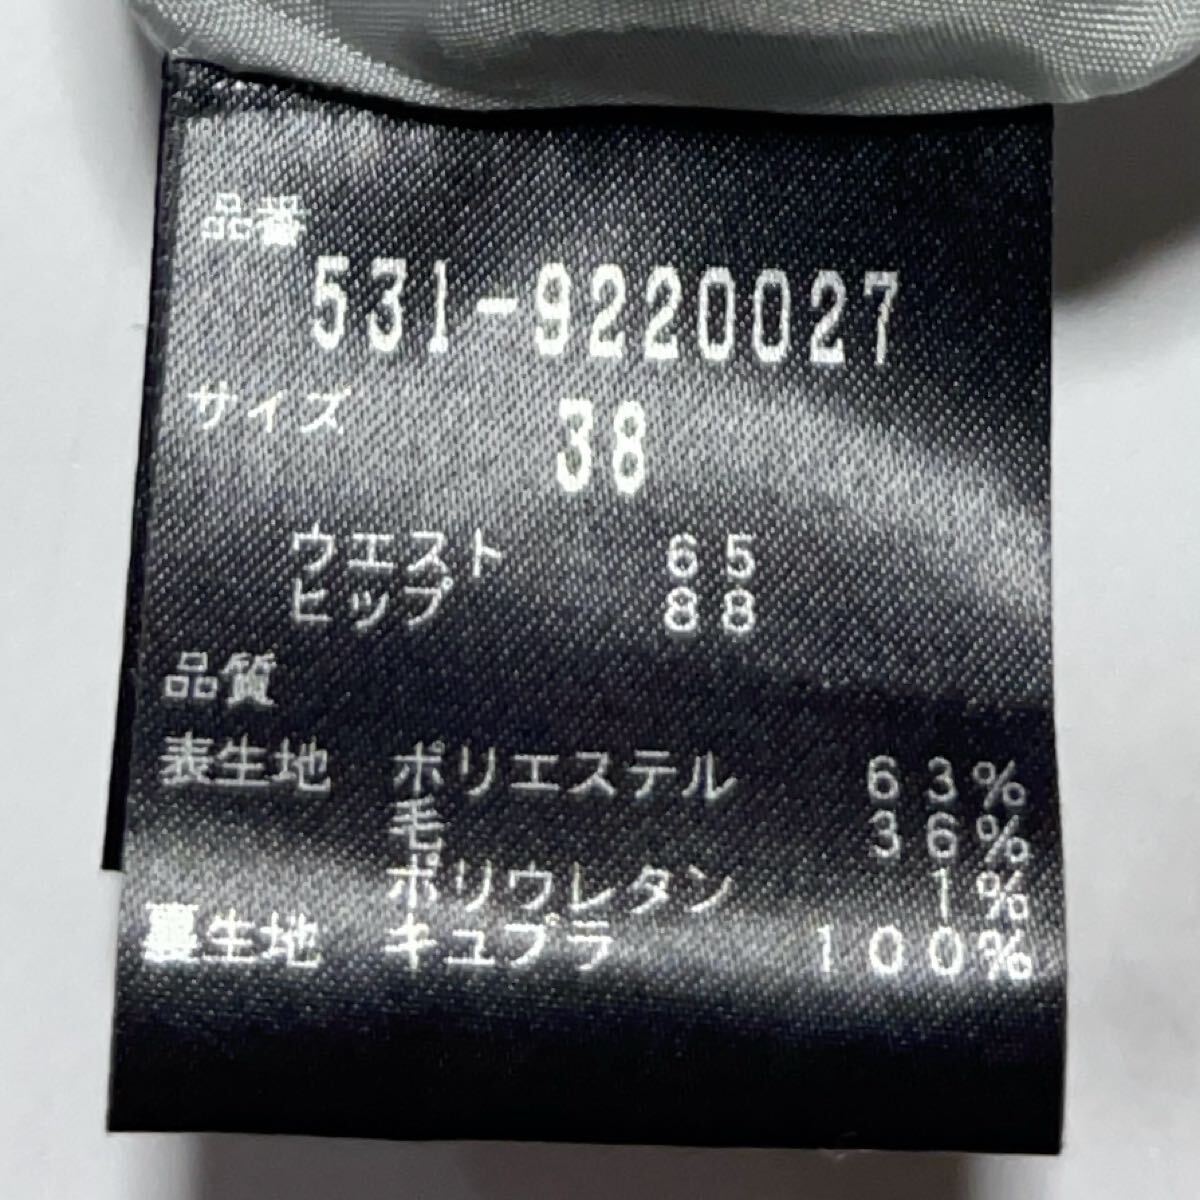 品番
531-9220027
サイズ 38
ウエスト 65
ヒップ 88
品質
表生地 ポリエステル 63%
毛 36%
ポリウレタン 1%
裏生地 キュプラ 100%